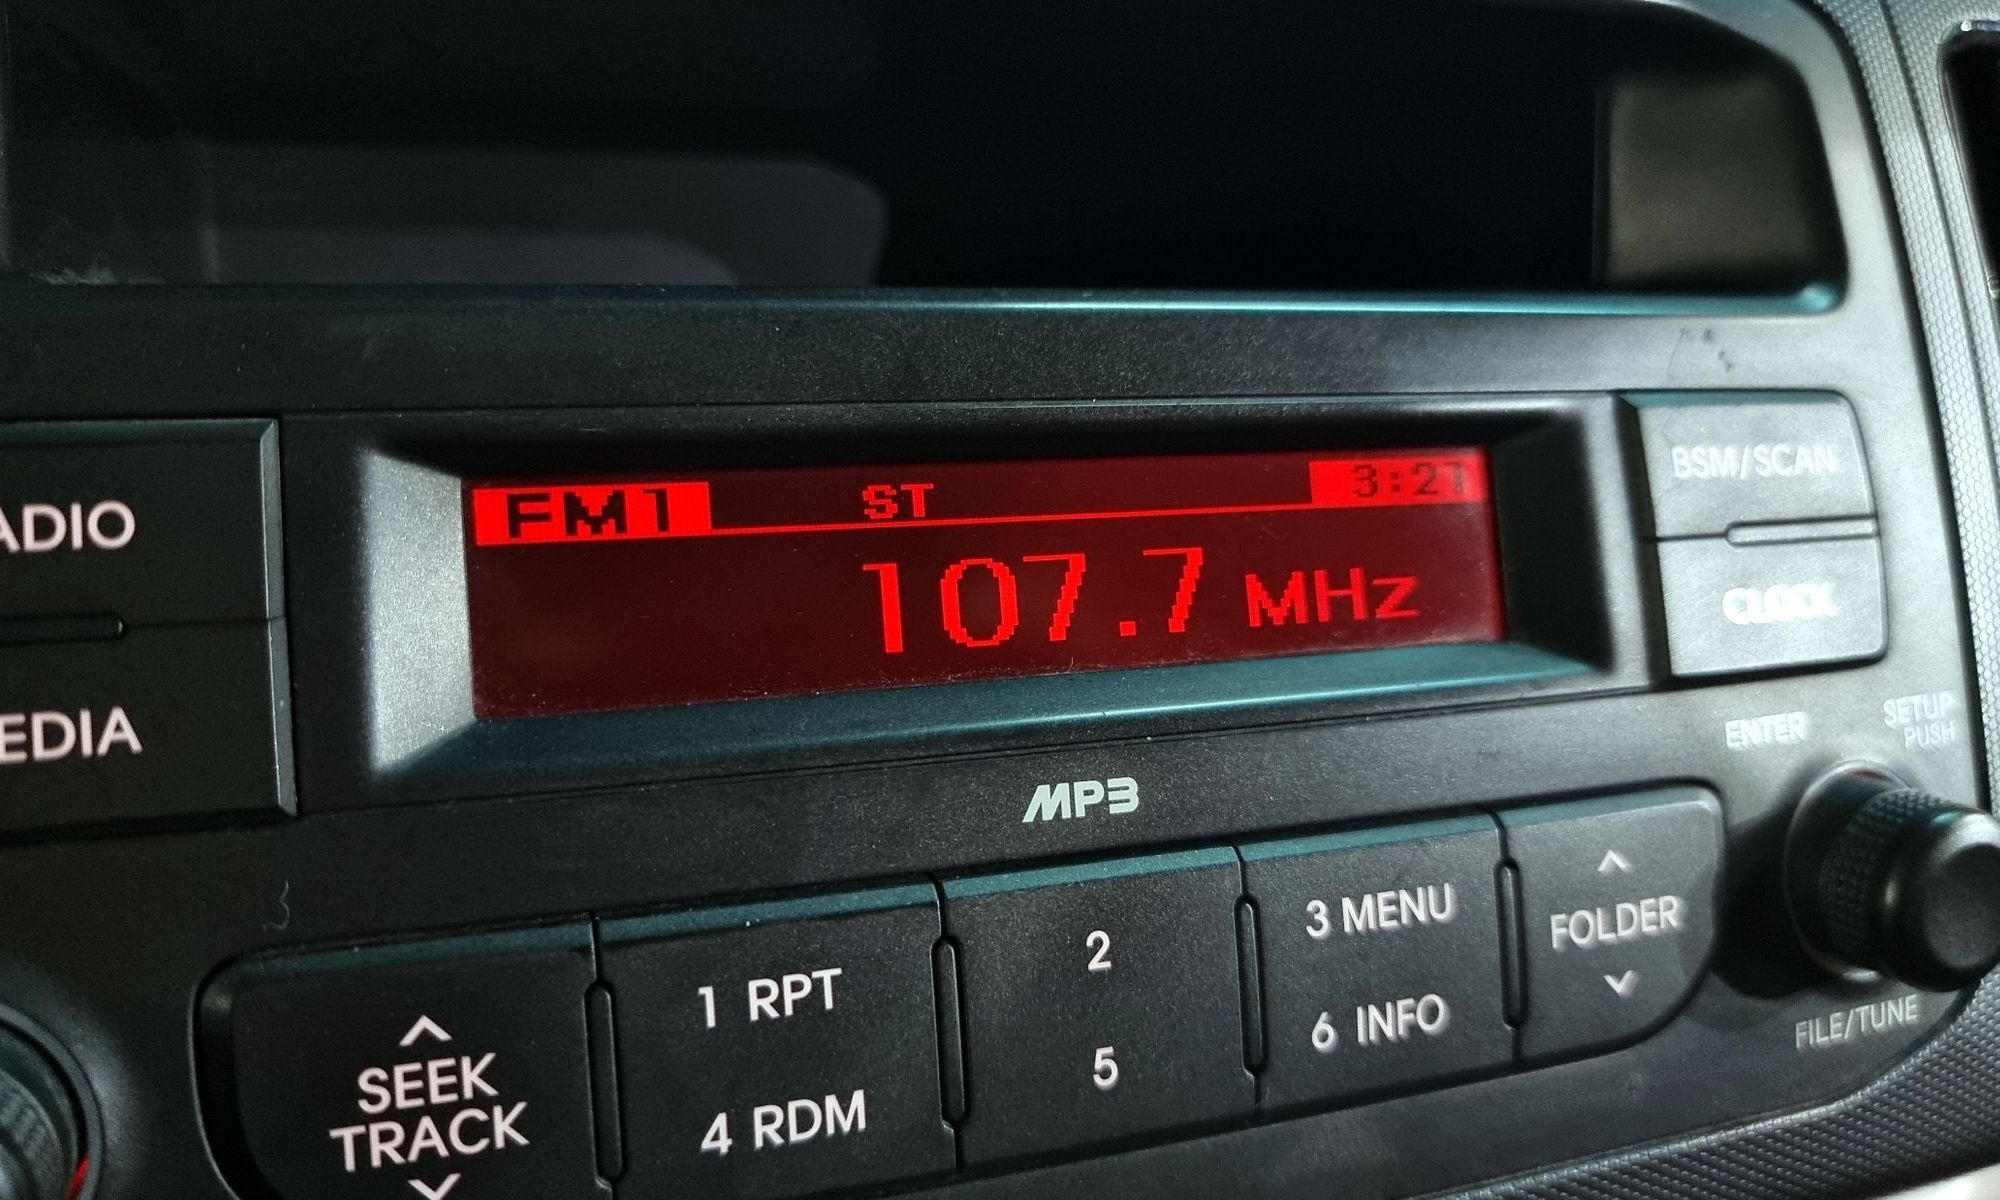 FM1 ST 3:27
107.7 MHz
BSM/SCAN
ADIO
CLOCK
EDIA
ENTER
SETUP
PUSH
MP3
3 MENU
FOLDER
1 RPT
2
6 INFO
FILE/TUNE
SEEK
TRACK
4 RDM
5